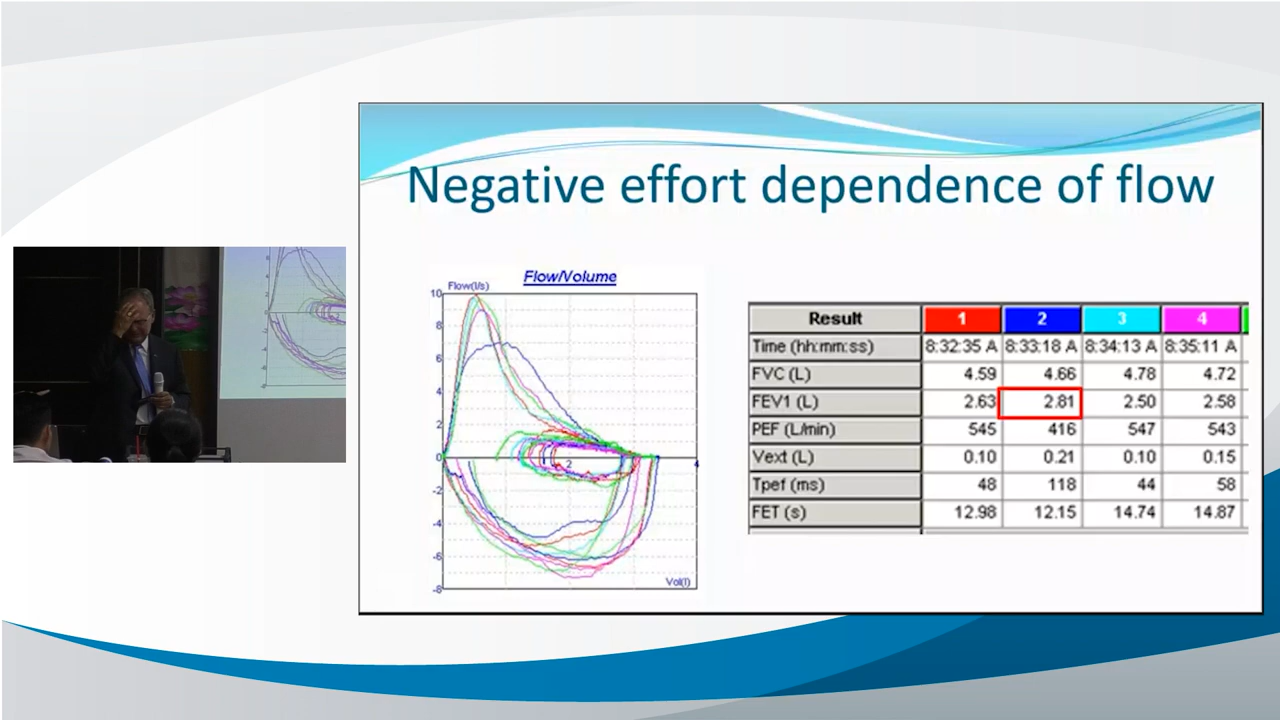 Negative effort dependence of flow
Flow/Volume
Flow(l/s)
10
8
6
4
2
0
-2
-4
-6
-8
2
4
Vol(l)
Result 1 2 3 4
Time (hh:mm:ss) 8:32:35 A 8:33:18 A 8:34:13 A 8:35:11 A
FVC (L) 4.59 4.66 4.78 4.72
FEV1 (L) 2.63 2.81 2.50 2.58
PEF (L/min) 545 416 547 543
Vext (L) 0.10 0.21 0.10 0.15
Tpef (ms) 48 118 44 58
FET (s) 12.98 12.15 14.74 14.87